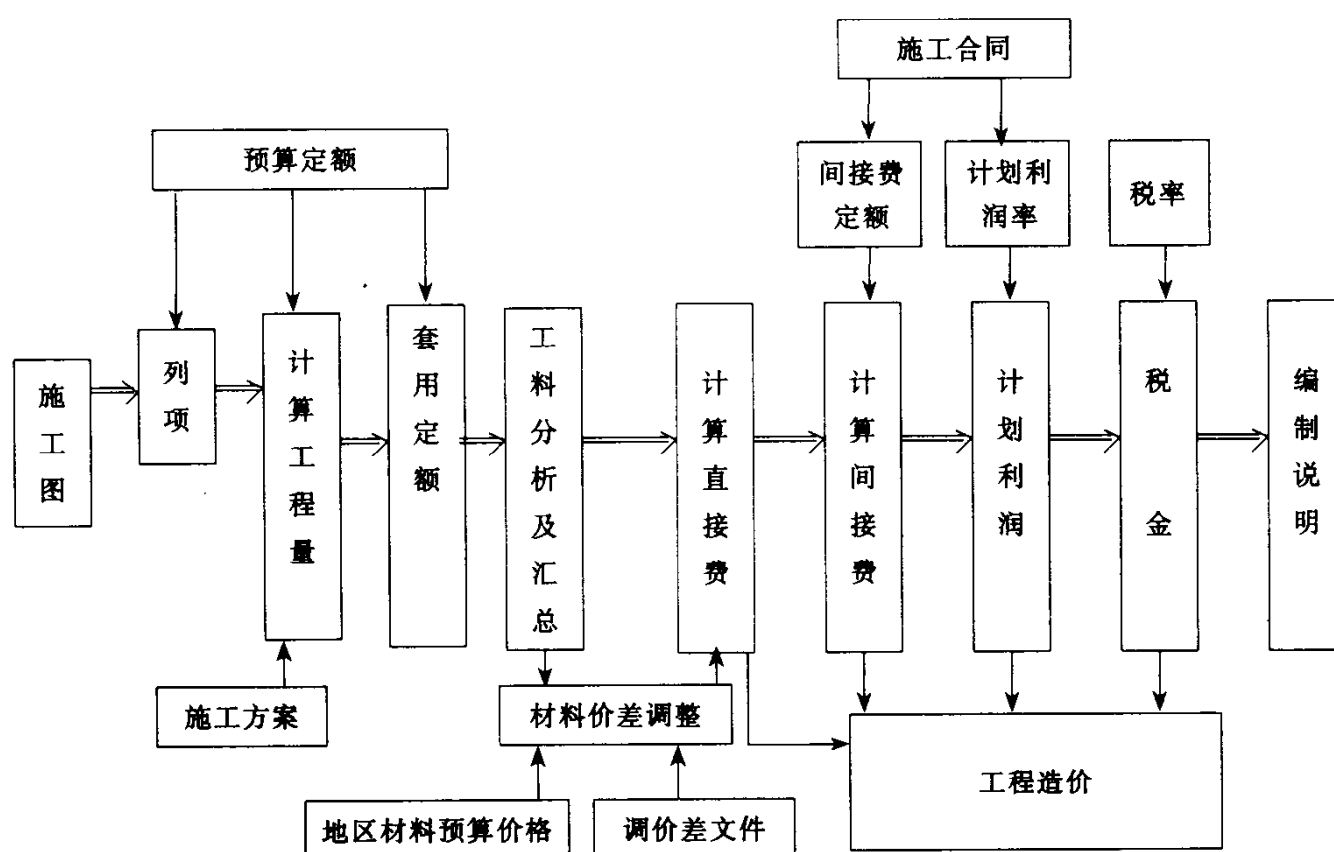 施工合同
预算定额
间接费
定额
计划利
润率
税率
施工图
列项
计算工程量
套用定额
工料分析及汇总
计算直接费
计算间接费
计划利润
税金
编制说明
施工方案
材料价差调整
工程造价
地区材料预算价格
调价差文件